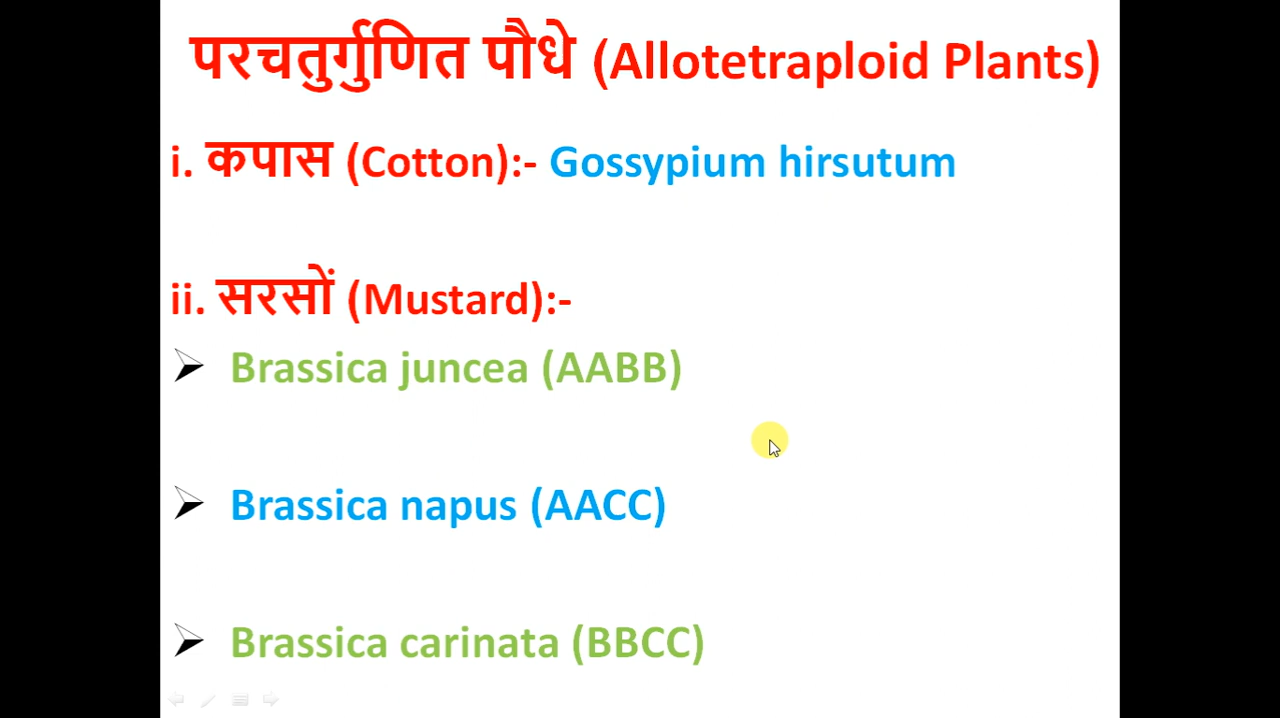 परचतुर्गुणित पौधे (Allotetraploid Plants)
i. कपास (Cotton):- Gossypium hirsutum
ii. सरसों (Mustard):-
Brassica juncea (AABB)
Brassica napus (AACC)
Brassica carinata (BBCC)